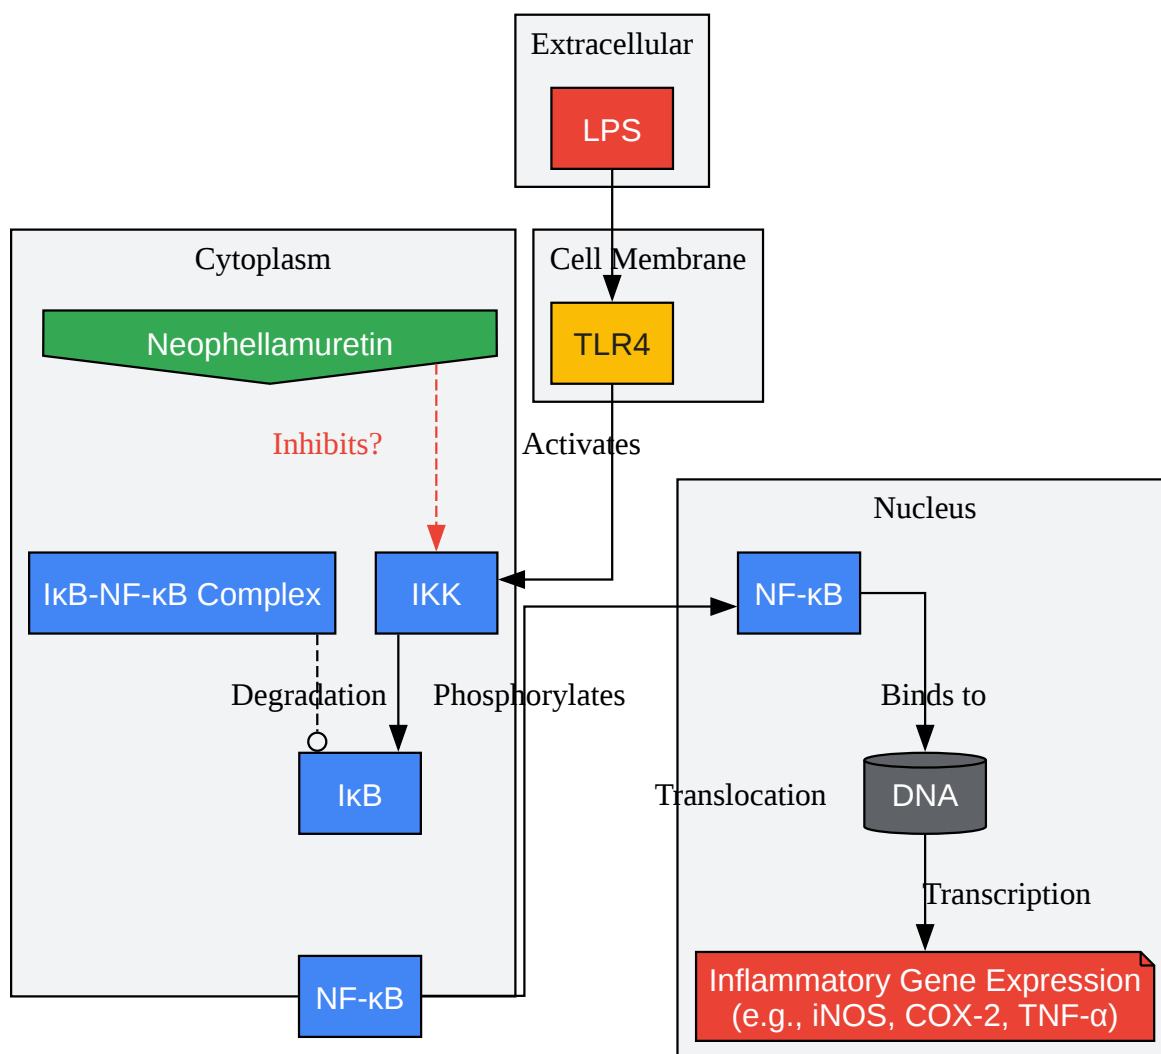 Extracellular
LPS
Cytoplasm
Cell Membrane
Neophellamuretin
TLR4
Inhibits?
Activates
Nucleus
IκB-NF-κB Complex
IKK
NF-κB
Degradation
Phosphorylates
Binds to
IκB
Translocation
DNA
Transcription
NF-κB
Inflammatory Gene Expression
(e.g., iNOS, COX-2, TNF-α)